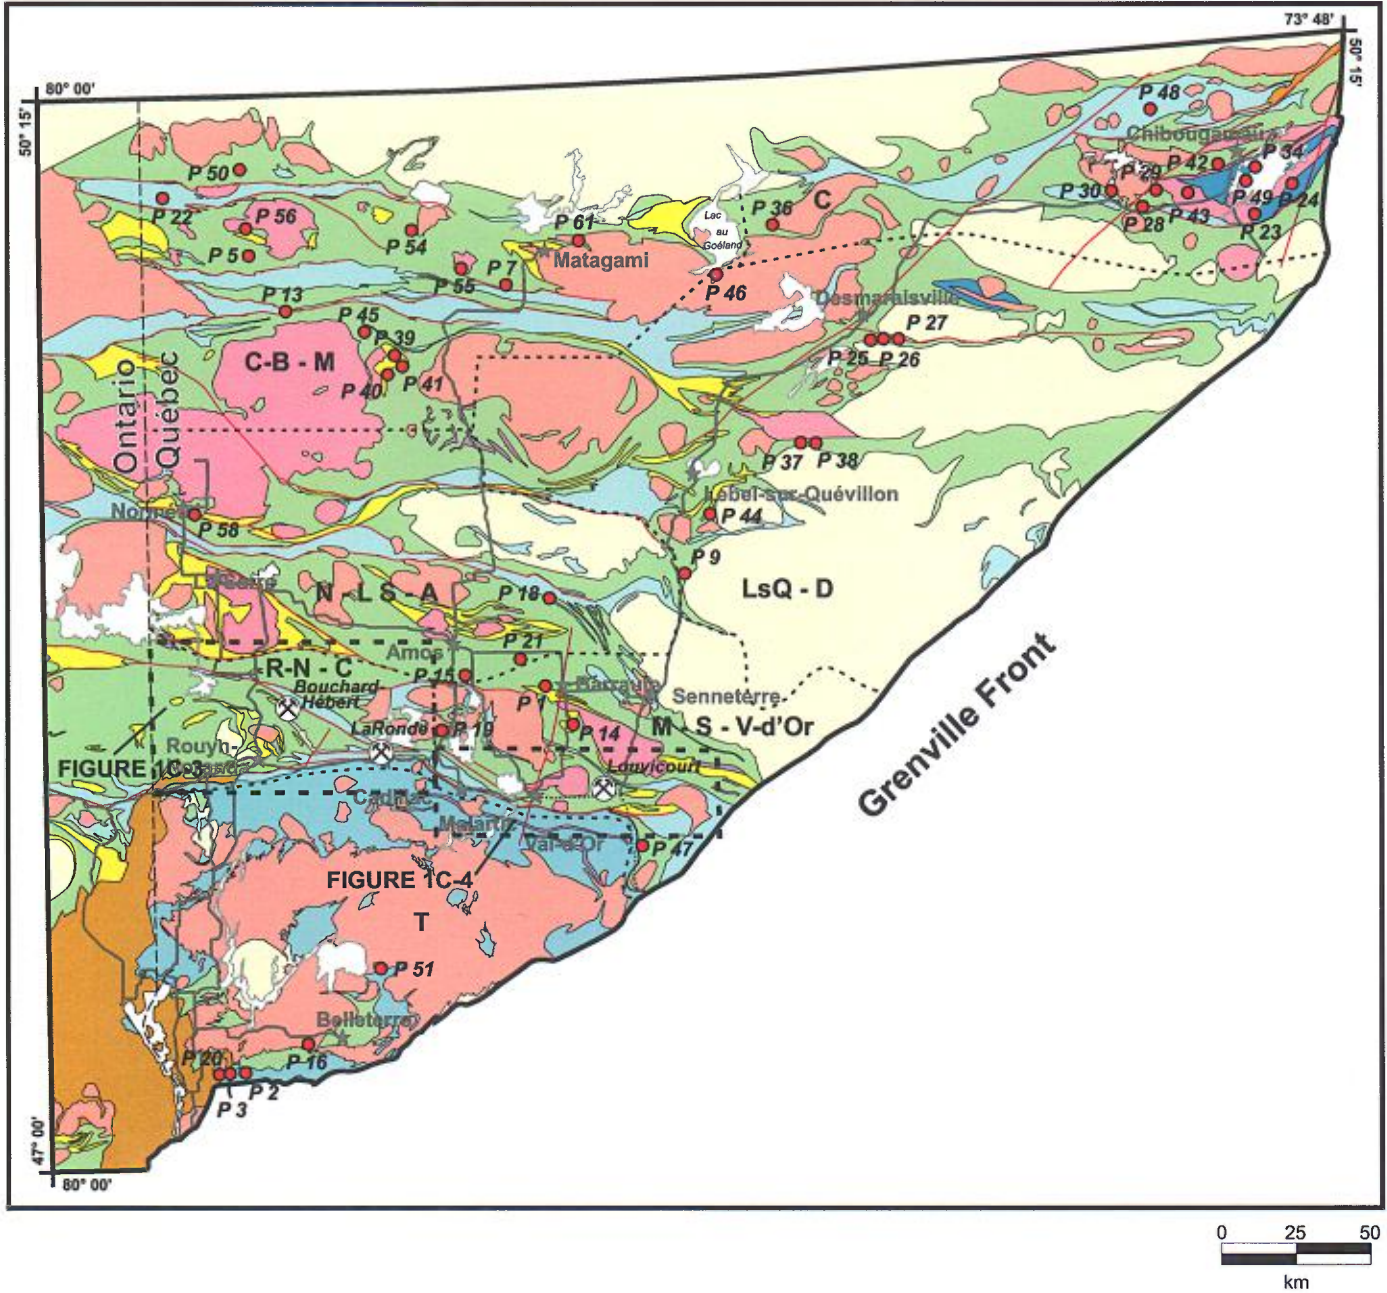 73° 48'
50° 15'
80° 00'
50° 15'
P 48
Chibougamau
P 42
P 34
P 50
P 29
P 30
P 49
P 24
P 22
P 56
P 36
C
P 28
P 43
P 23
P 61
Lac
au
Goéland
P 54
P 5
Matagami
P 7
P 55
P 46
P 13
Desmaraisville
P 45
P 27
P 39
C-B - M
P 25
P 26
P 40
P 41
Ontario
Québec
P 37
P 38
Lebel-sur-Quévillon
P 44
P 58
P 9
LsQ - D
N - L S - A
P 18
Amos
P 21
R-N - C
P 15
Bouchard
Hébert
P 1
Barraute
Senneterre
LaRonde
P 19
P 14
M - S - V-d'Or
Rouyn-
Louvicourt
FIGURE 1C-3
Cadillac
Malartic
Val-d'Or
P 47
FIGURE 1C-4
Grenville Front
T
P 51
Belleterre
P 20
P 16
P 2
P 3
47° 00'
80° 00'
0 25 50
km